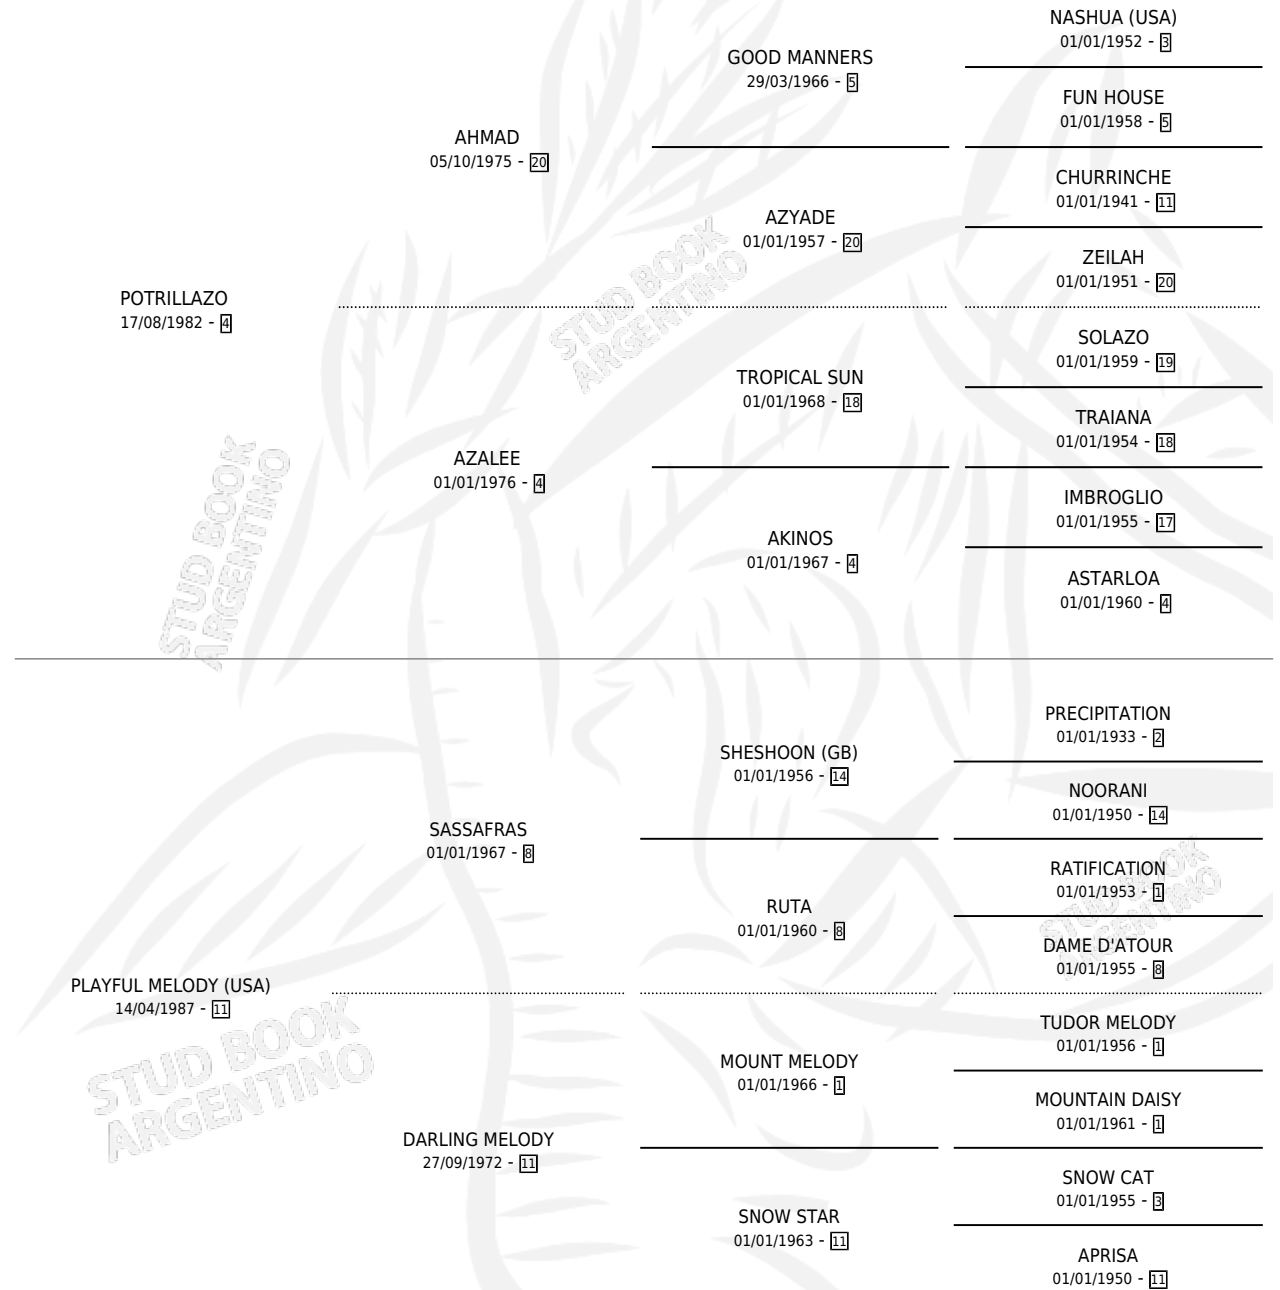 NASHUA (USA)
01/01/1952 - 3
GOOD MANNERS
29/03/1966 - 5
FUN HOUSE
01/01/1958 - 5
AHMAD
05/10/1975 - 20
CHURRINCHE
01/01/1941 - 11
AZYADE
01/01/1957 - 20
ZEILAH
01/01/1951 - 20
POTRILLAZO
17/08/1982 - 4
STUD BOOK
ARGENTINO
SOLAZO
01/01/1959 - 19
TROPICAL SUN
01/01/1968 - 18
TRAIANA
01/01/1954 - 18
AZALEE
01/01/1976 - 4
STUD BOOK
ARGENTINO
IMBROGLIO
01/01/1955 - 17
AKINOS
01/01/1967 - 4
ASTARLOA
01/01/1960 - 4
PRECIPITATION
01/01/1933 - 2
SHESHOON (GB)
01/01/1956 - 14
NOORANI
01/01/1950 - 14
SASSAFRAS
01/01/1967 - 8
RATIFICATION
01/01/1953 - 1
STUD BOOK
ARGENTINO
RUTA
01/01/1960 - 8
DAME D'ATOUR
01/01/1955 - 8
PLAYFUL MELODY (USA)
14/04/1987 - 11
STUD BOOK
ARGENTINO
TUDOR MELODY
01/01/1956 - 1
MOUNT MELODY
01/01/1966 - 1
MOUNTAIN DAISY
01/01/1961 - 1
DARLING MELODY
27/09/1972 - 11
SNOW CAT
01/01/1955 - 3
SNOW STAR
01/01/1963 - 11
APRISA
01/01/1950 - 11